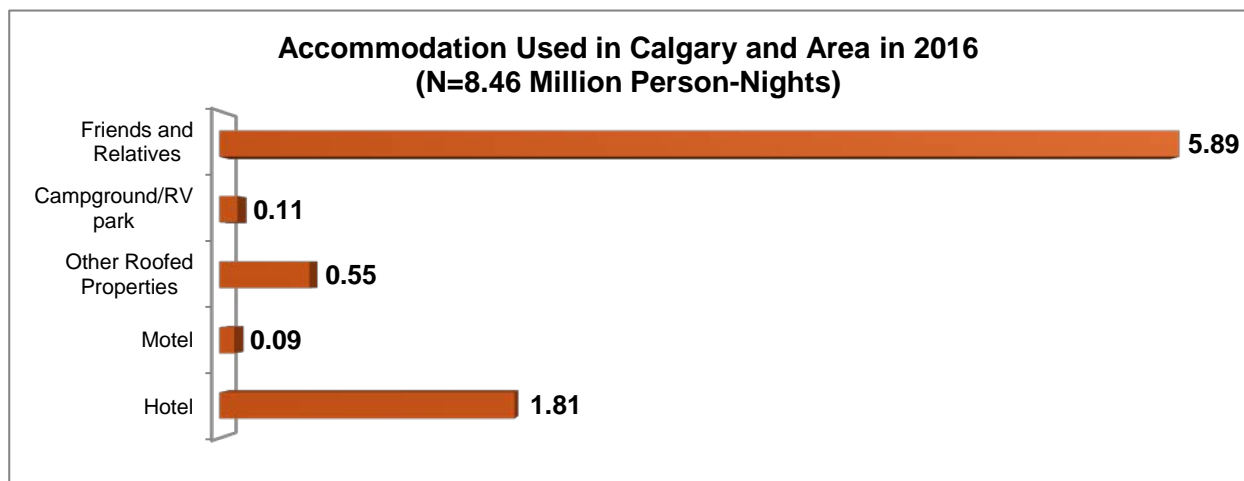 Accommodation Used in Calgary and Area in 2016
(N=8.46 Million Person-Nights)
Friends and
Relatives
5.89
Campground/RV
park
0.11
Other Roofed
Properties
0.55
Motel
0.09
Hotel
1.81